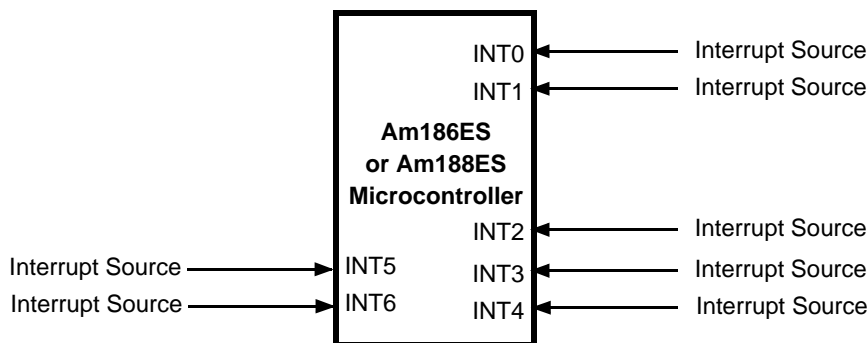 INT0 Interrupt Source
INT1 Interrupt Source
Am186ES
or Am188ES
Microcontroller
INT2 Interrupt Source
Interrupt Source INT5 INT3 Interrupt Source
Interrupt Source INT6 INT4 Interrupt Source